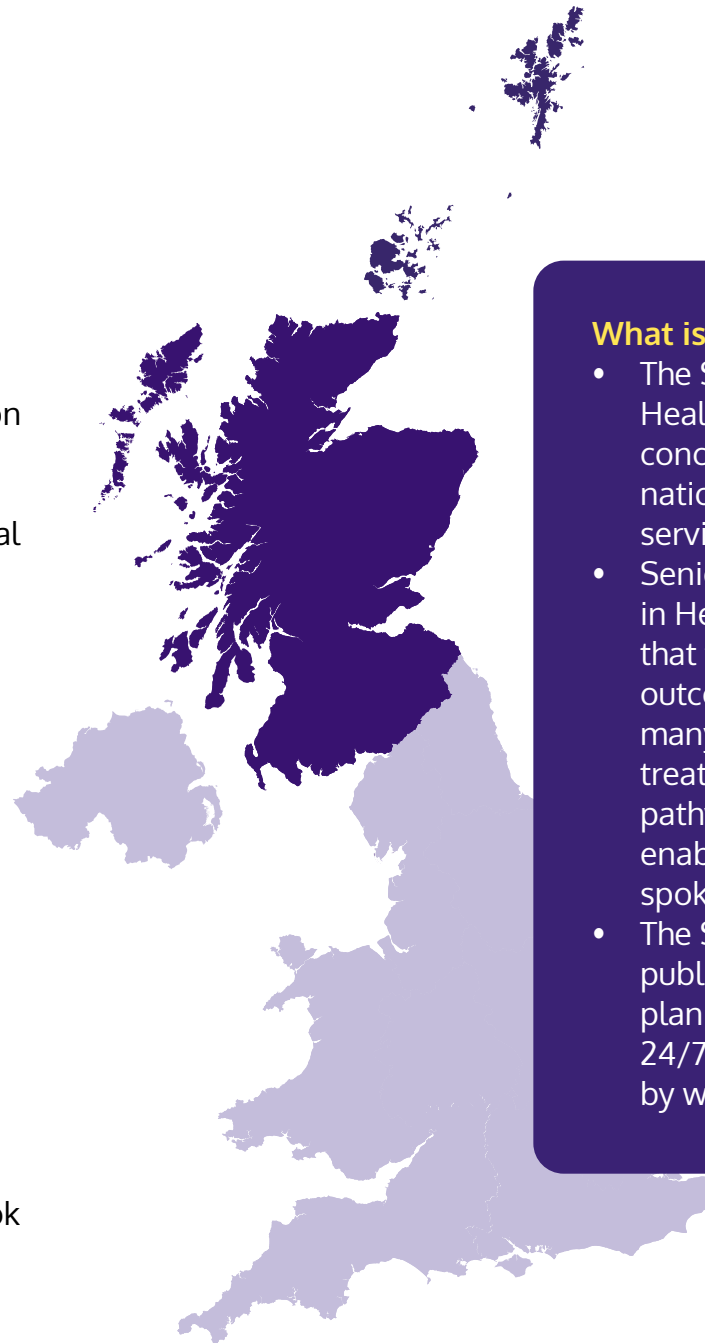 on
al
ok
What is
• The S
Heal
conc
natio
servi
• Senio
in He
that
outco
many
treat
path
enab
spok
• The S
publ
plan
24/7
by w